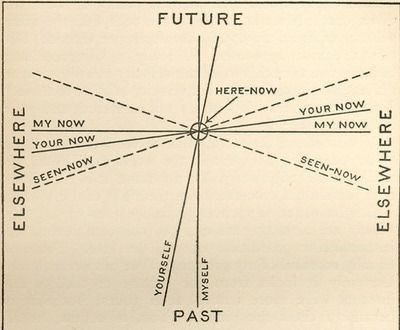 FUTURE
HERE-NOW
YOUR NOW
MY NOW
MY NOW
YOUR NOW
SEEN-NOW
SEEN-NOW
ELSEWHERE
ELSEWHERE
YOURSELF
MYSELF
PAST